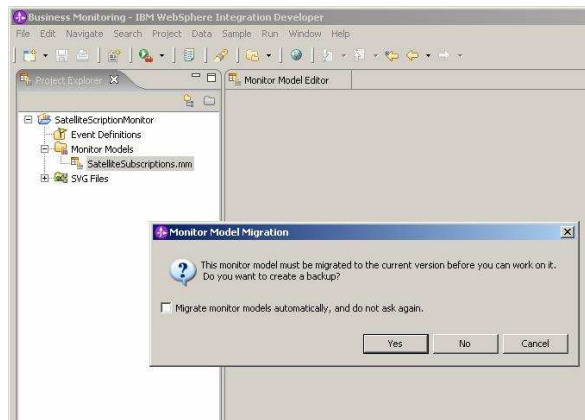 Business Monitoring - IBM WebSphere Integration Developer
File Edit Navigate Search Project Data Sample Run Window Help
Project Explorer
Monitor Model Editor
SatelliteScriptionMonitor
Event Definitions
Monitor Models
SatelliteSubscriptions.mm
SVG Files
Monitor Model Migration
This monitor model must be migrated to the current version before you can work on it.
Do you want to create a backup?
Migrate monitor models automatically, and do not ask again.
Yes No Cancel